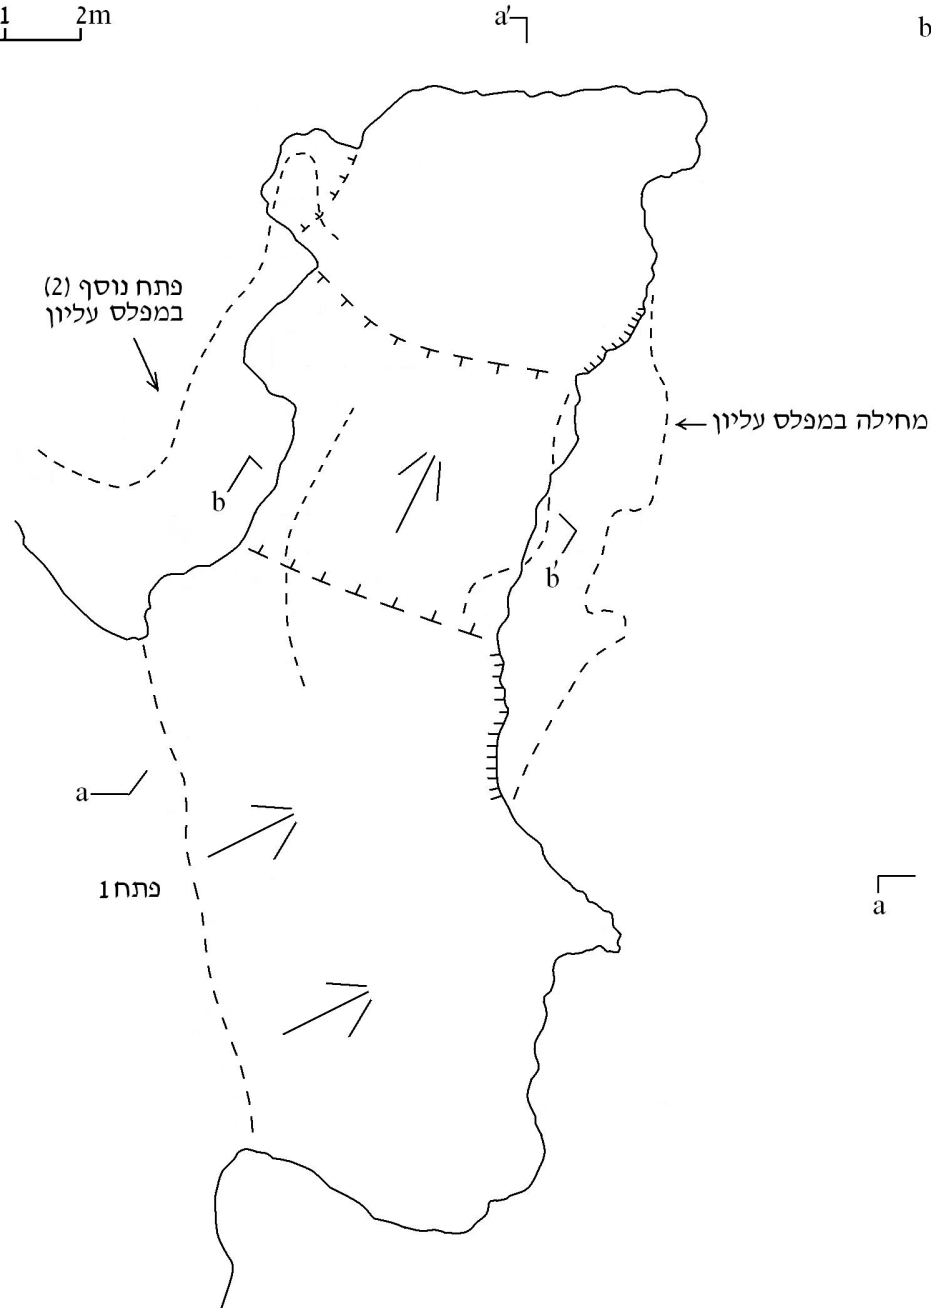 1 2m
a'
b
פתח נוסף (2)
במפלס עליון
מחילה במפלס עליון
b
b'
a
פתח 1
a